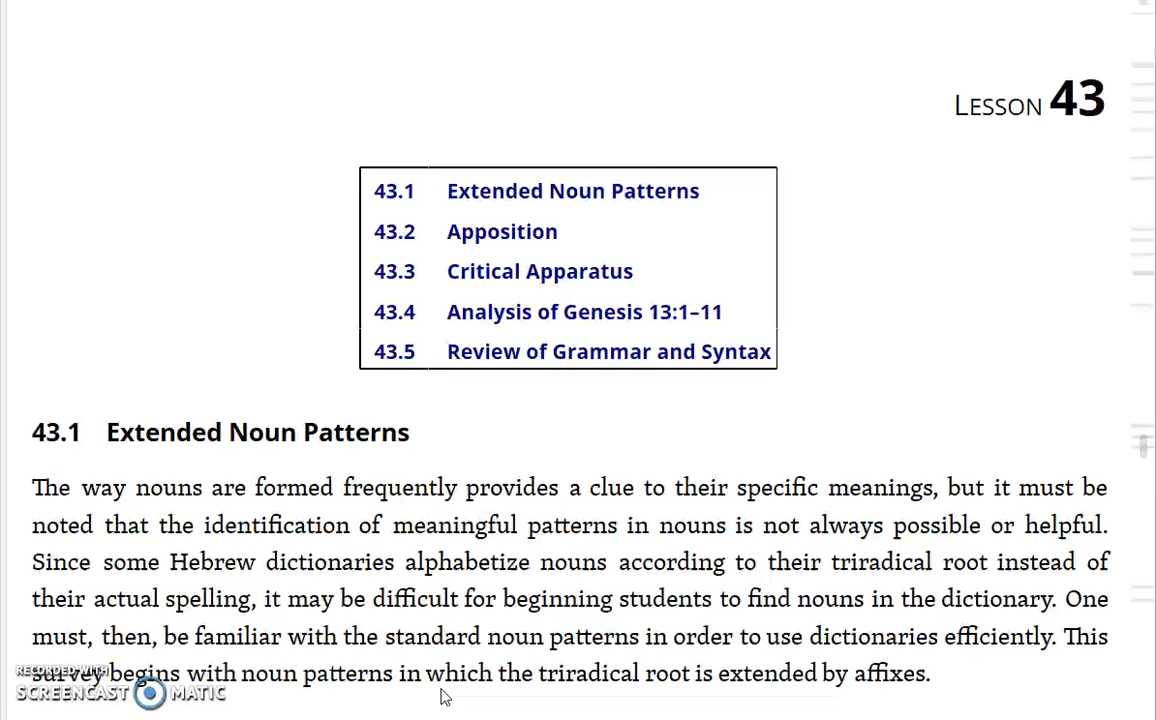 LESSON 43
43.1 Extended Noun Patterns
43.2 Apposition
43.3 Critical Apparatus
43.4 Analysis of Genesis 13:1–11
43.5 Review of Grammar and Syntax
43.1 Extended Noun Patterns
The way nouns are formed frequently provides a clue to their specific meanings, but it must be
noted that the identification of meaningful patterns in nouns is not always possible or helpful.
Since some Hebrew dictionaries alphabetize nouns according to their triradical root instead of
their actual spelling, it may be difficult for beginning students to find nouns in the dictionary. One
must, then, be familiar with the standard noun patterns in order to use dictionaries efficiently. This
survey begins with noun patterns in which the triradical root is extended by affixes.
RECORDED WITH
SCREENCAST MATIC